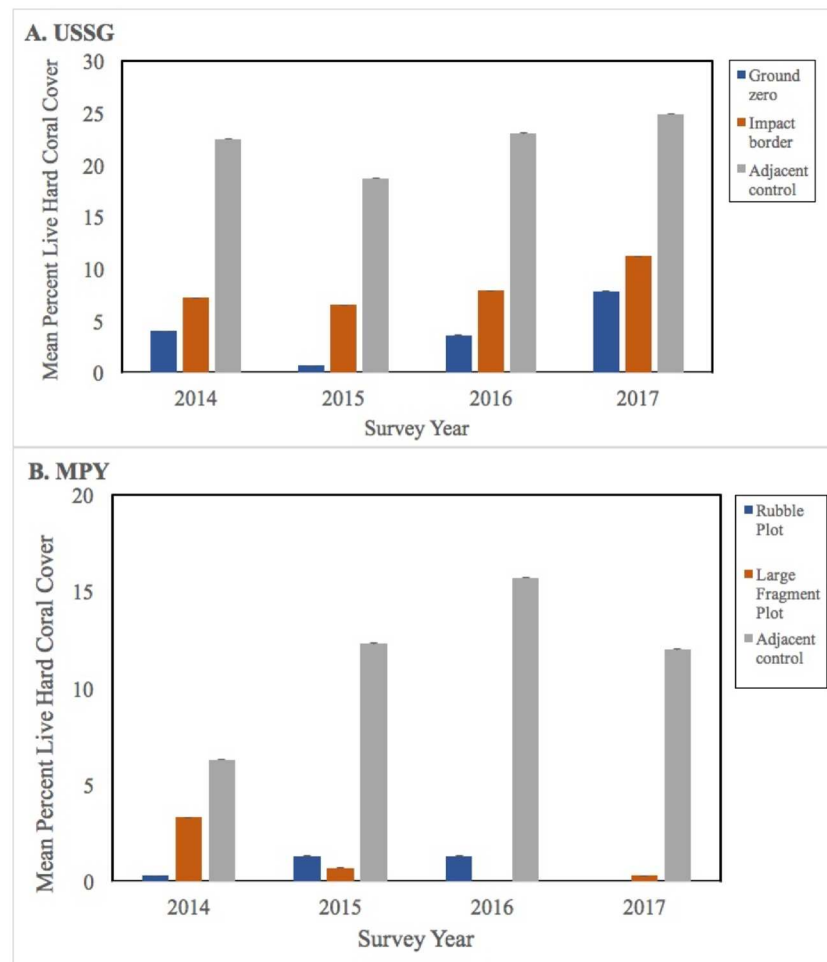 A. USSG
Mean Percent Live Hard Coral Cover
30
25
20
15
10
5
0
2014 2015 2016 2017
Survey Year
Ground
zero
Impact
border
Adjacent
control
B. MPY
Mean Percent Live Hard Coral Cover
20
15
10
5
0
2014 2015 2016 2017
Survey Year
Rubble
Plot
Large
Fragment
Plot
Adjacent
control